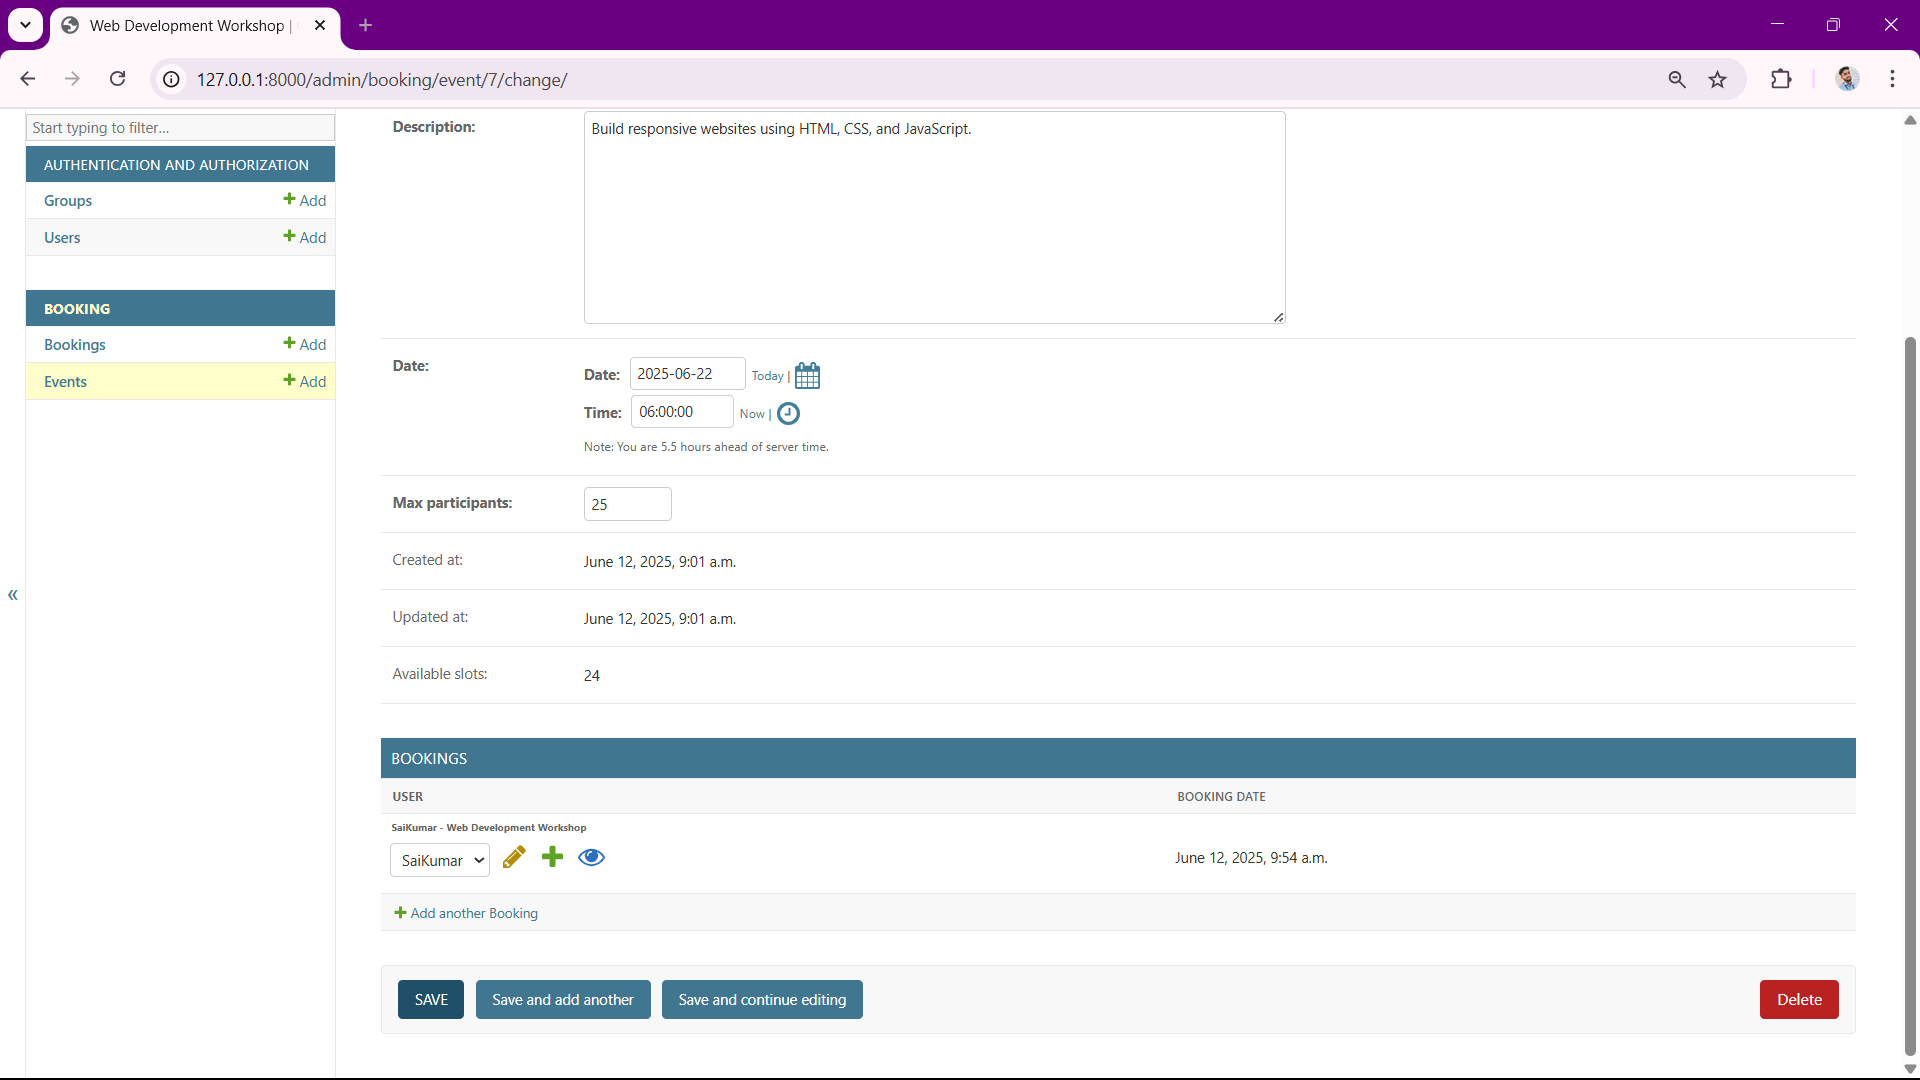 Web Development Workshop |
127.0.0.1:8000/admin/booking/event/7/change/
Start typing to filter...
AUTHENTICATION AND AUTHORIZATION
Groups
Add
Users
Add
BOOKING
Bookings
Add
Events
Add
«
Description:
Build responsive websites using HTML, CSS, and JavaScript.
Date:
Date: 2025-06-22 Today |
Time: 06:00:00 Now |
Note: You are 5.5 hours ahead of server time.
Max participants: 25
Created at: June 12, 2025, 9:01 a.m.
Updated at: June 12, 2025, 9:01 a.m.
Available slots: 24
BOOKINGS
USER BOOKING DATE
SaiKumar - Web Development Workshop
SaiKumar June 12, 2025, 9:54 a.m.
Add another Booking
SAVE Save and add another Save and continue editing Delete